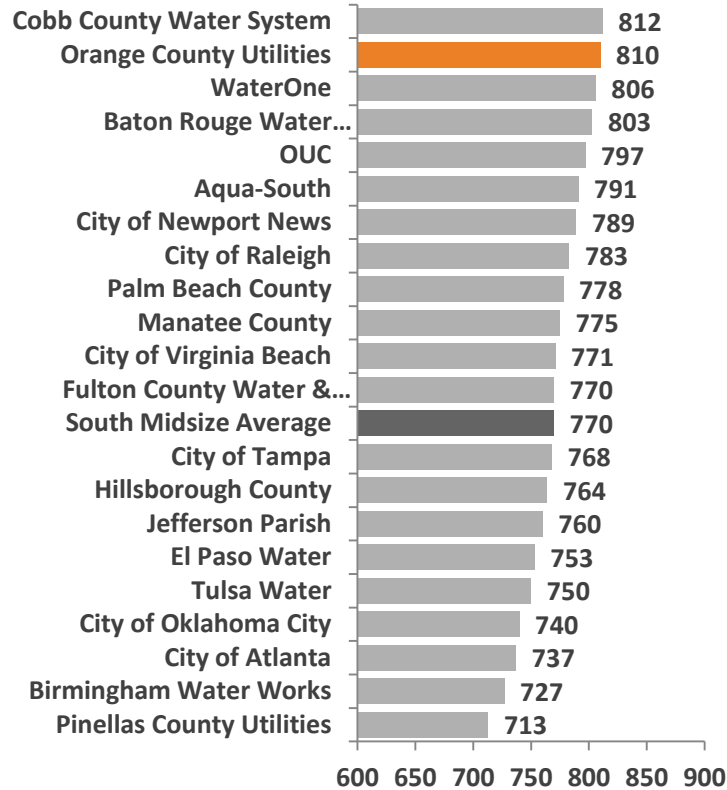 Cobb County Water System 812
Orange County Utilities 810
WaterOne 806
Baton Rouge Water... 803
OUC 797
Aqua-South 791
City of Newport News 789
City of Raleigh 783
Palm Beach County 778
Manatee County 775
City of Virginia Beach 771
Fulton County Water &... 770
South Midsize Average 770
City of Tampa 768
Hillsborough County 764
Jefferson Parish 760
El Paso Water 753
Tulsa Water 750
City of Oklahoma City 740
City of Atlanta 737
Birmingham Water Works 727
Pinellas County Utilities 713
600 650 700 750 800 850 900